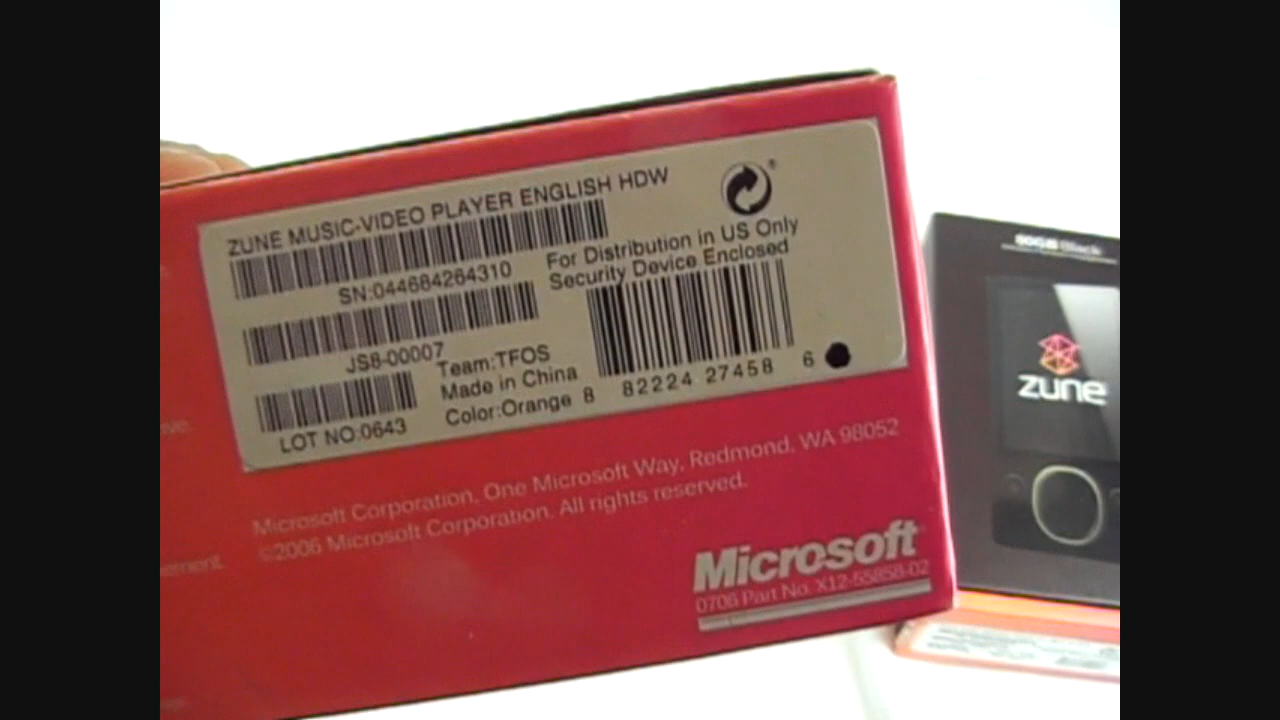 ZUNE MUSIC-VIDEO PLAYER ENGLISH HDW
®
SN:044684264310
For Distribution in US Only
Security Device Enclosed
JS8-00007
Team:TFOS
Made in China
Color:Orange
LOT NO:0643
8 82224 27458 6
Microsoft Corporation, One Microsoft Way, Redmond, WA 98052
©2006 Microsoft Corporation. All rights reserved.
Microsoft
0706 Part No. X12-55858-02
80GB Black
zune